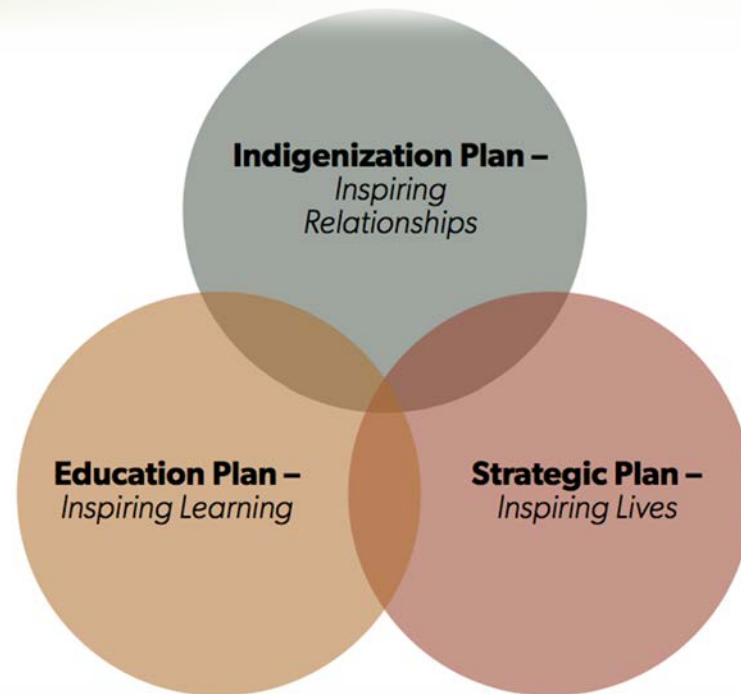 Indigenization Plan –
Inspiring
Relationships
Education Plan –
Inspiring Learning
Strategic Plan –
Inspiring Lives